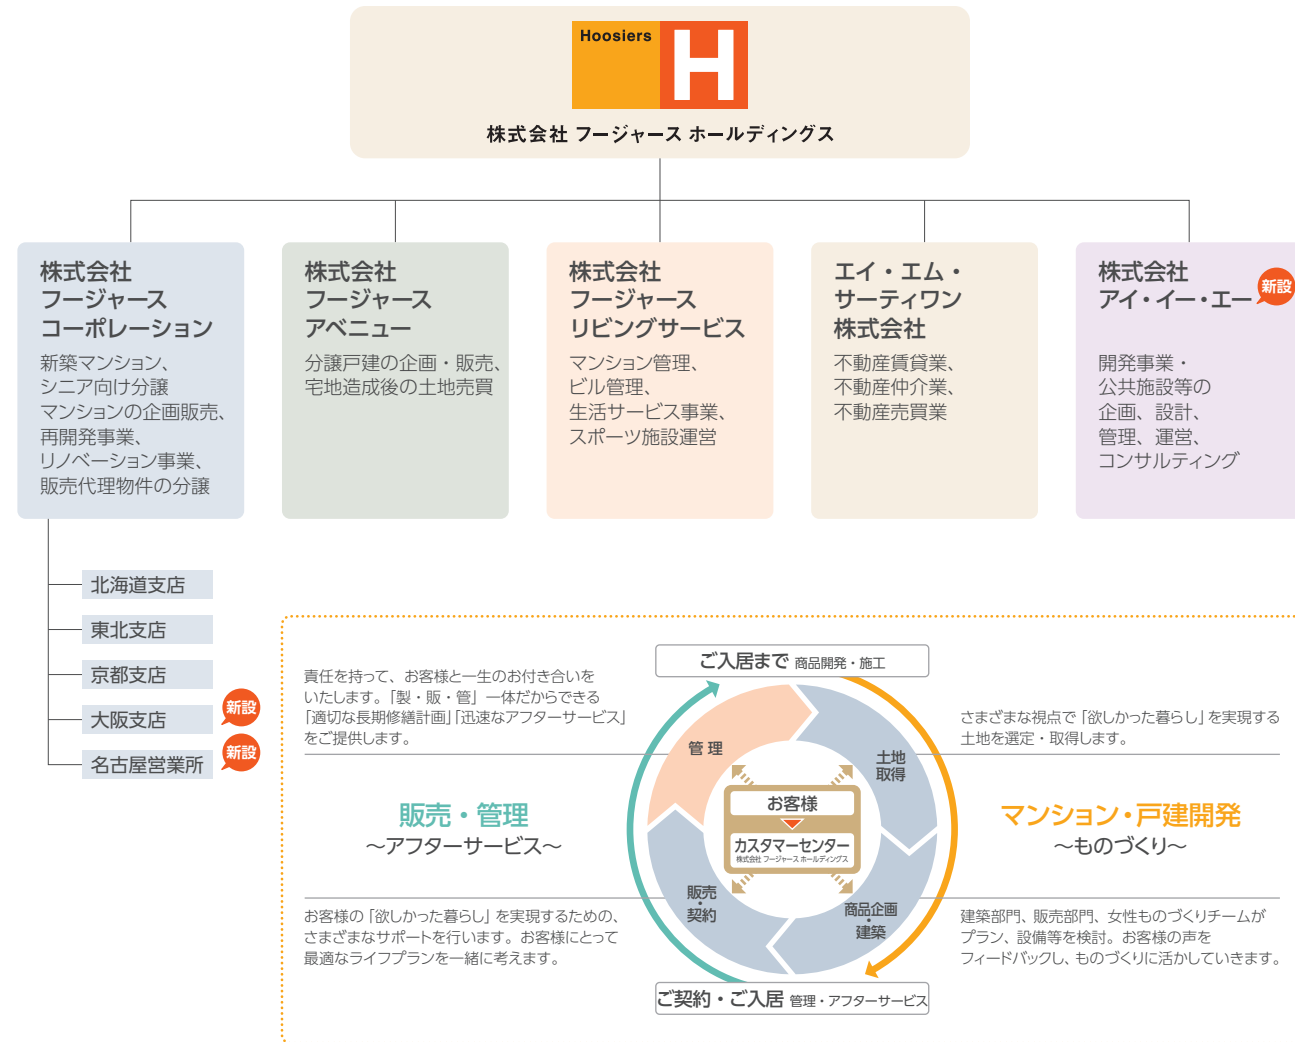 Hoosiers
H
株式会社 フージャース ホールディングス
株式会社
フージャース
コーポレーション
新築マンション、
シニア向け分譲
マンションの企画販売、
再開発事業、
リノベーション事業、
販売代理物件の分譲
株式会社
フージャース
アベニュー
分譲戸建の企画・販売、
宅地造成後の土地売買
株式会社
フージャース
リビングサービス
マンション管理、
ビル管理、
生活サービス事業、
スポーツ施設運営
エイ・エム・
サーティワン
株式会社
不動産賃貸業、
不動産仲介業、
不動産売買業
株式会社
アイ・イー・エー
新設
開発事業・
公共施設等の
企画、設計、
管理、運営、
コンサルティング
北海道支店
東北支店
京都支店
大阪支店
新設
名古屋営業所
新設
責任を持って、お客様と一生のお付き合いを
いたします。「製・販・管」一体だからできる
「適切な長期修繕計画」「迅速なアフターサービス」
をご提供します。
販売・管理
〜アフターサービス〜
お客様の「欲しかった暮らし」を実現するための、
さまざまなサポートを行います。お客様にとって
最適なライフプランを一緒に考えます。
ご入居まで 商品開発・施工
管理
土地
取得
お客様
カスタマーセンター
株式会社 フージャース ホールディングス
販売
・
契約
商品企画
・
建築
ご契約・ご入居 管理・アフターサービス
さまざまな視点で「欲しかった暮らし」を実現する
土地を選定・取得します。
マンション・戸建開発
〜ものづくり〜
建築部門、販売部門、女性ものづくりチームが
プラン、設備等を検討。お客様の声を
フィードバックし、ものづくりに活かしていきます。